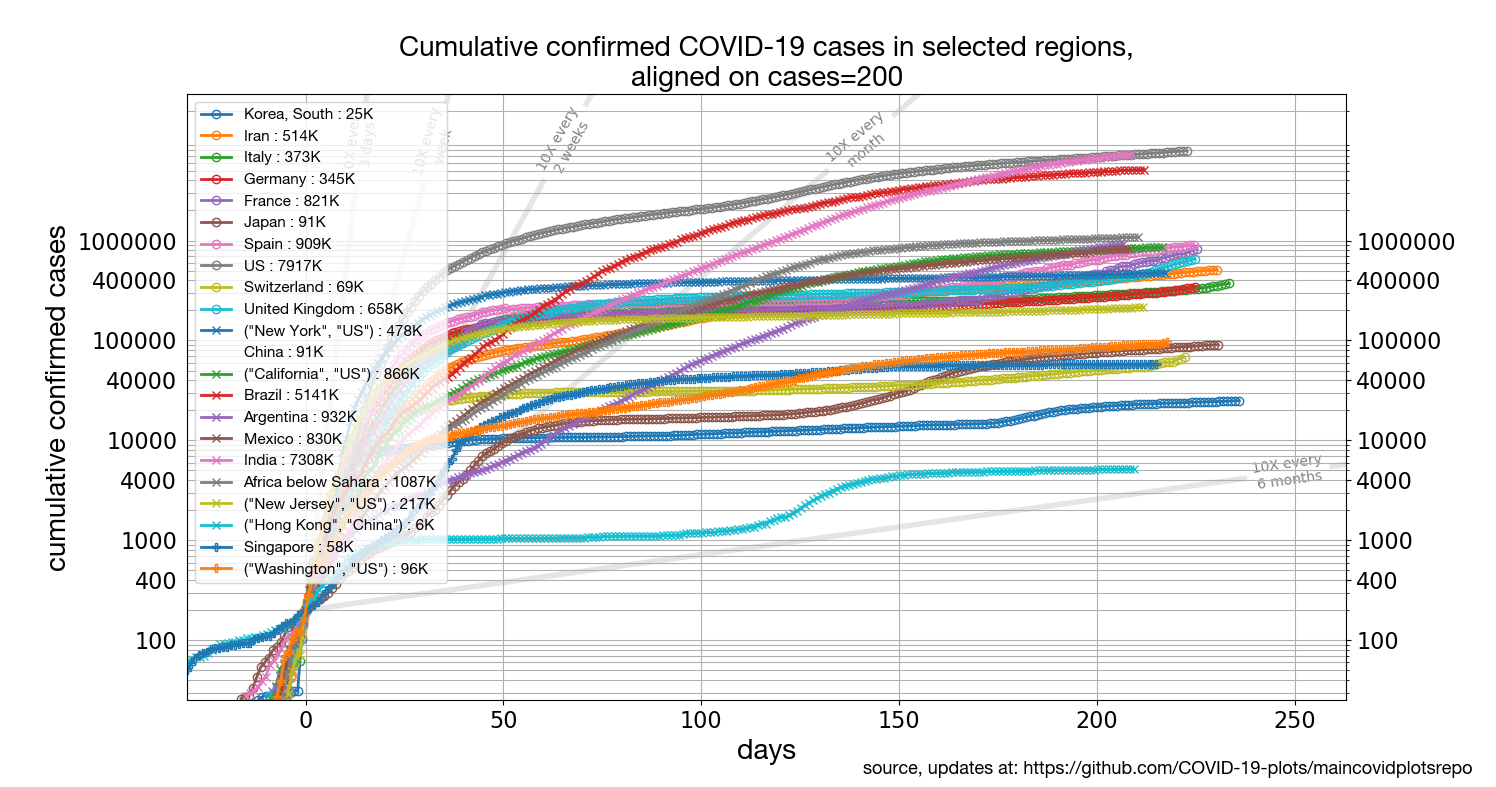 Cumulative confirmed COVID-19 cases in selected regions,
aligned on cases=200
Korea, South : 25K
Iran : 514K
Italy : 373K
Germany : 345K
France : 821K
Japan : 91K
Spain : 909K
US : 7917K
Switzerland : 69K
United Kingdom : 658K
("New York", "US") : 478K
China : 91K
("California", "US") : 866K
Brazil : 5141K
Argentina : 932K
Mexico : 830K
India : 7308K
Africa below Sahara : 1087K
("New Jersey", "US") : 217K
("Hong Kong", "China") : 6K
Singapore : 58K
("Washington", "US") : 96K
10X every
3 days
10X every
week
10X every
2 weeks
10X every
month
10X every
6 months
cumulative confirmed cases
1000000
400000
100000
40000
10000
4000
1000
400
100
1000000
400000
100000
40000
10000
4000
1000
400
100
0 50 100 150 200 250
days
source, updates at: https://github.com/COVID-19-plots/maincovidplotsrepo